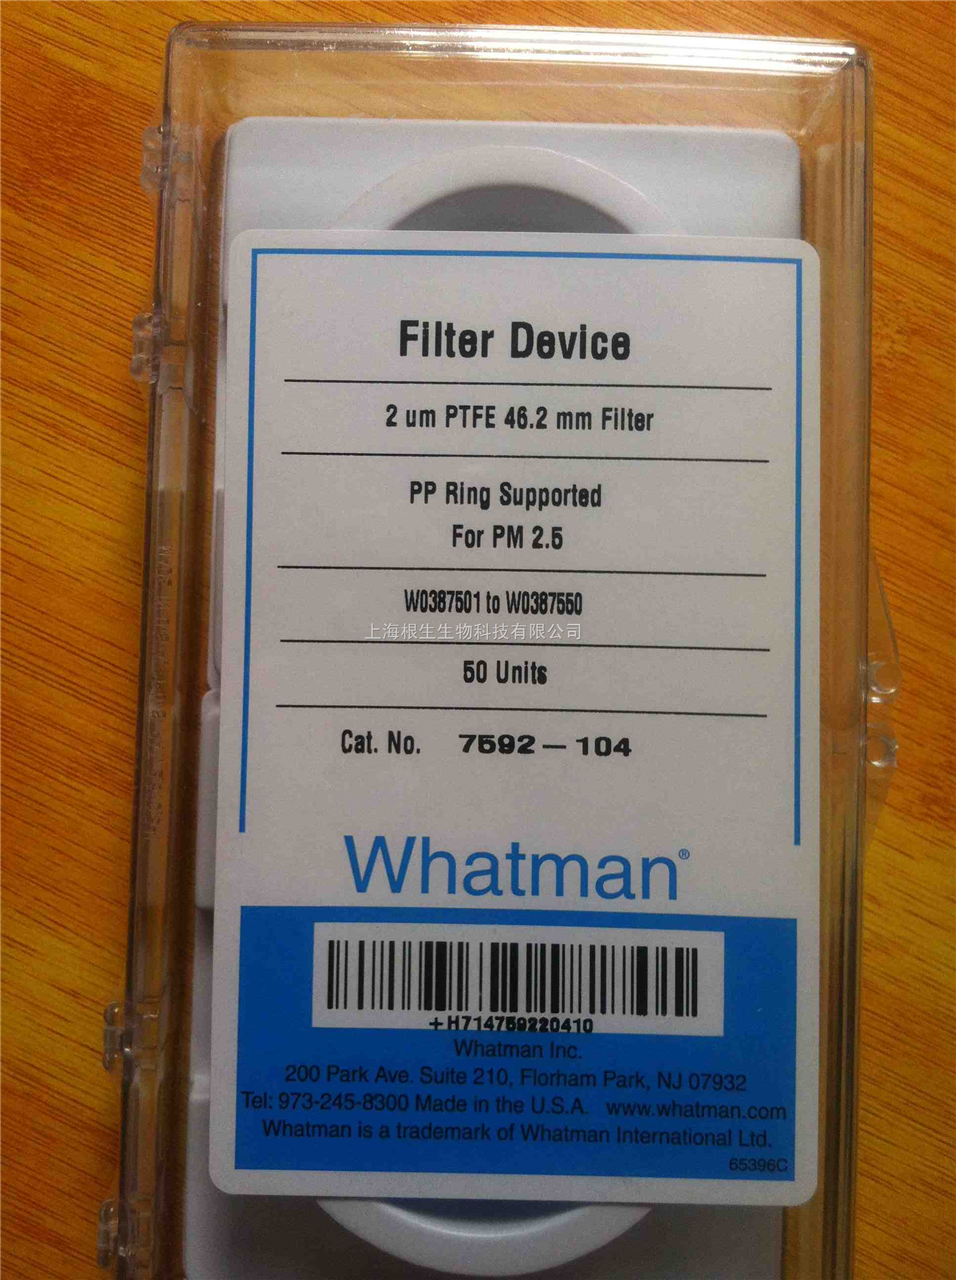 Filter Device
2 um PTFE 46.2 mm Filter
PP Ring Supported
For PM 2.5
W0387501 to W0387550
上海根生生物科技有限公司
50 Units
Cat. No. 7592-104
Whatman®
+H714759220410
Whatman Inc.
200 Park Ave. Suite 210, Florham Park, NJ 07932
Tel: 973-245-8300 Made in the U.S.A. www.whatman.com
Whatman is a trademark of Whatman International Ltd.
65396C